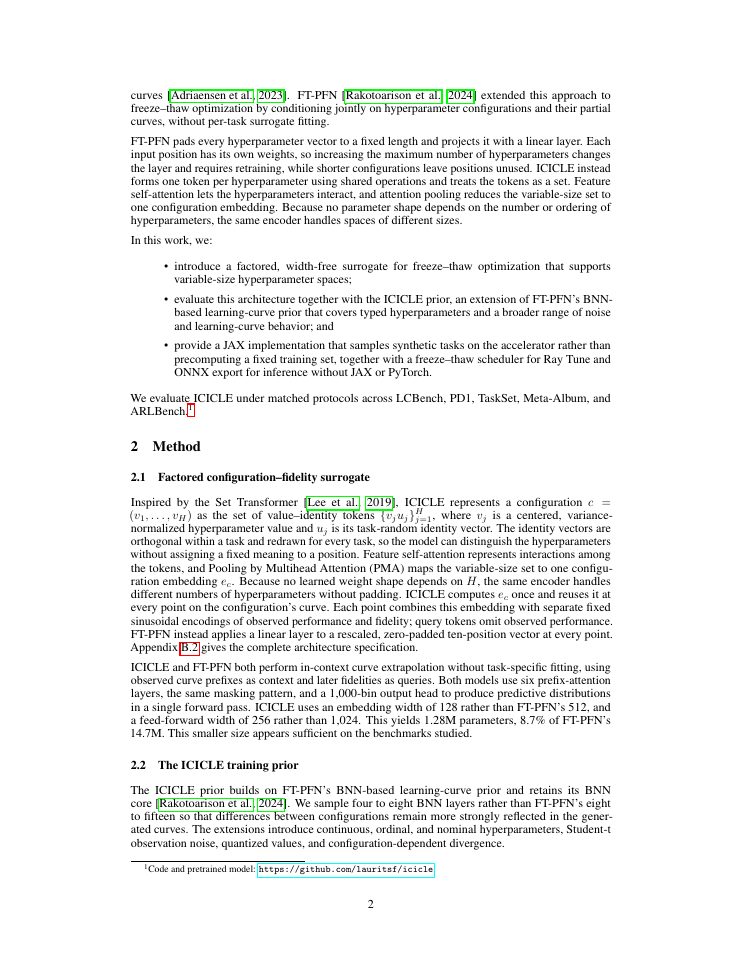 curves [Adriaensen et al., 2023]. FT-PFN [Rakotoarison et al., 2024] extended this approach to
freeze–thaw optimization by conditioning jointly on hyperparameter configurations and their partial
curves, without per-task surrogate fitting.
FT-PFN pads every hyperparameter vector to a fixed length and projects it with a linear layer. Each
input position has its own weights, so increasing the maximum number of hyperparameters changes
the layer and requires retraining, while shorter configurations leave positions unused. ICICLE instead
forms one token per hyperparameter using shared operations and treats the tokens as a set. Feature
self-attention lets the hyperparameters interact, and attention pooling reduces the variable-size set to
one configuration embedding. Because no parameter shape depends on the number or ordering of
hyperparameters, the same encoder handles spaces of different sizes.
In this work, we:
• introduce a factored, width-free surrogate for freeze–thaw optimization that supports
variable-size hyperparameter spaces;
• evaluate this architecture together with the ICICLE prior, an extension of FT-PFN's BNN-
based learning-curve prior that covers typed hyperparameters and a broader range of noise
and learning-curve behavior; and
• provide a JAX implementation that samples synthetic tasks on the accelerator rather than
precomputing a fixed training set, together with a freeze–thaw scheduler for Ray Tune and
ONNX export for inference without JAX or PyTorch.
We evaluate ICICLE under matched protocols across LCBench, PD1, TaskSet, Meta-Album, and
ARLBench.¹
2 Method
2.1 Factored configuration–fidelity surrogate
Inspired by the Set Transformer [Lee et al., 2019], ICICLE represents a configuration c =
(v₁, . . . , v_H) as the set of value–identity tokens {v_j u_j}_{j=1}^H, where v_j is a centered, variance-
normalized hyperparameter value and u_j is its task-random identity vector. The identity vectors are
orthogonal within a task and redrawn for every task, so the model can distinguish the hyperparameters
without assigning a fixed meaning to a position. Feature self-attention represents interactions among
the tokens, and Pooling by Multihead Attention (PMA) maps the variable-size set to one configu-
ration embedding e_c. Because no learned weight shape depends on H, the same encoder handles
different numbers of hyperparameters without padding. ICICLE computes e_c once and reuses it at
every point on the configuration's curve. Each point combines this embedding with separate fixed
sinusoidal encodings of observed performance and fidelity; query tokens omit observed performance.
FT-PFN instead applies a linear layer to a rescaled, zero-padded ten-position vector at every point.
Appendix B.2 gives the complete architecture specification.
ICICLE and FT-PFN both perform in-context curve extrapolation without task-specific fitting, using
observed curve prefixes as context and later fidelities as queries. Both models use six prefix-attention
layers, the same masking pattern, and a 1,000-bin output head to produce predictive distributions
in a single forward pass. ICICLE uses an embedding width of 128 rather than FT-PFN's 512, and
a feed-forward width of 256 rather than 1,024. This yields 1.28M parameters, 8.7% of FT-PFN's
14.7M. This smaller size appears sufficient on the benchmarks studied.
2.2 The ICICLE training prior
The ICICLE prior builds on FT-PFN's BNN-based learning-curve prior and retains its BNN
core [Rakotoarison et al., 2024]. We sample four to eight BNN layers rather than FT-PFN's eight
to fifteen so that differences between configurations remain more strongly reflected in the gener-
ated curves. The extensions introduce continuous, ordinal, and nominal hyperparameters, Student-t
observation noise, quantized values, and configuration-dependent divergence.
¹Code and pretrained model: https://github.com/lauritsf/icicle
2